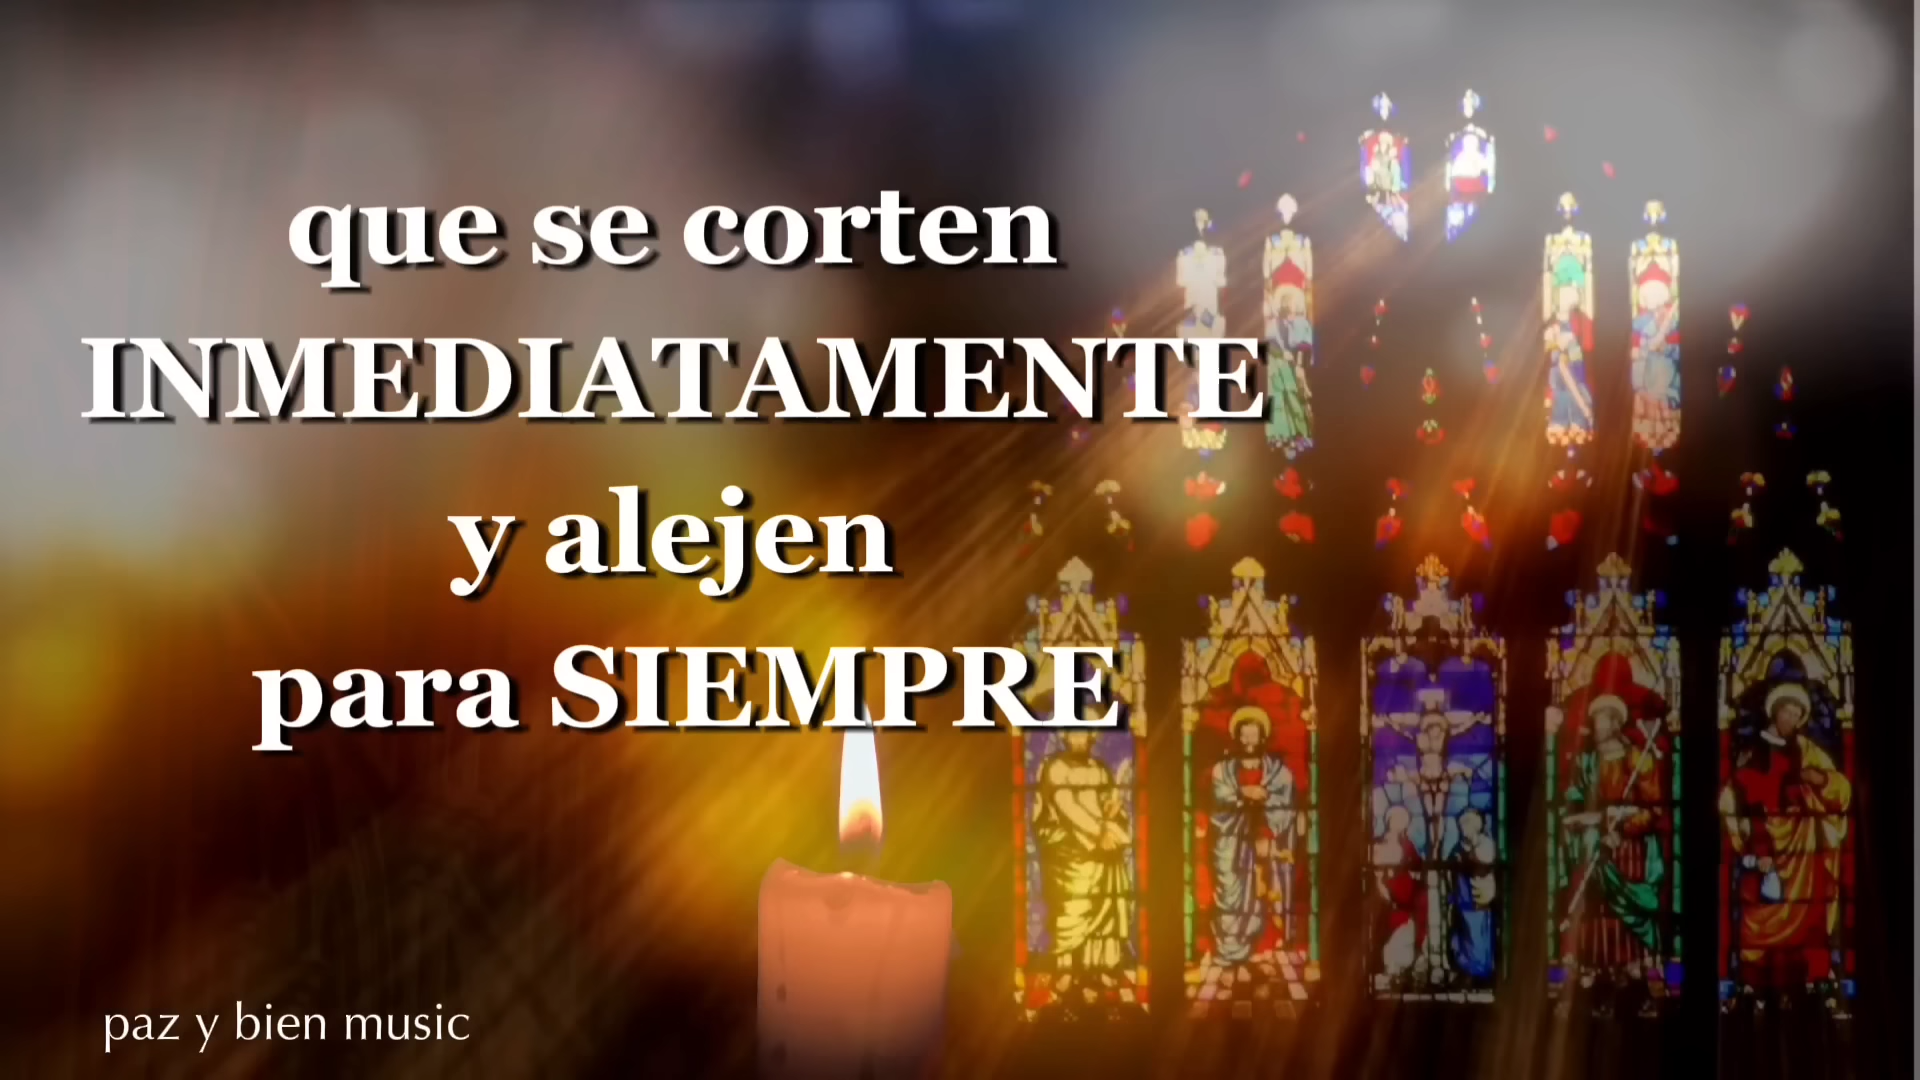 que se corten
INMEDIATAMENTE
y alejen
para SIEMPRE
paz y bien music